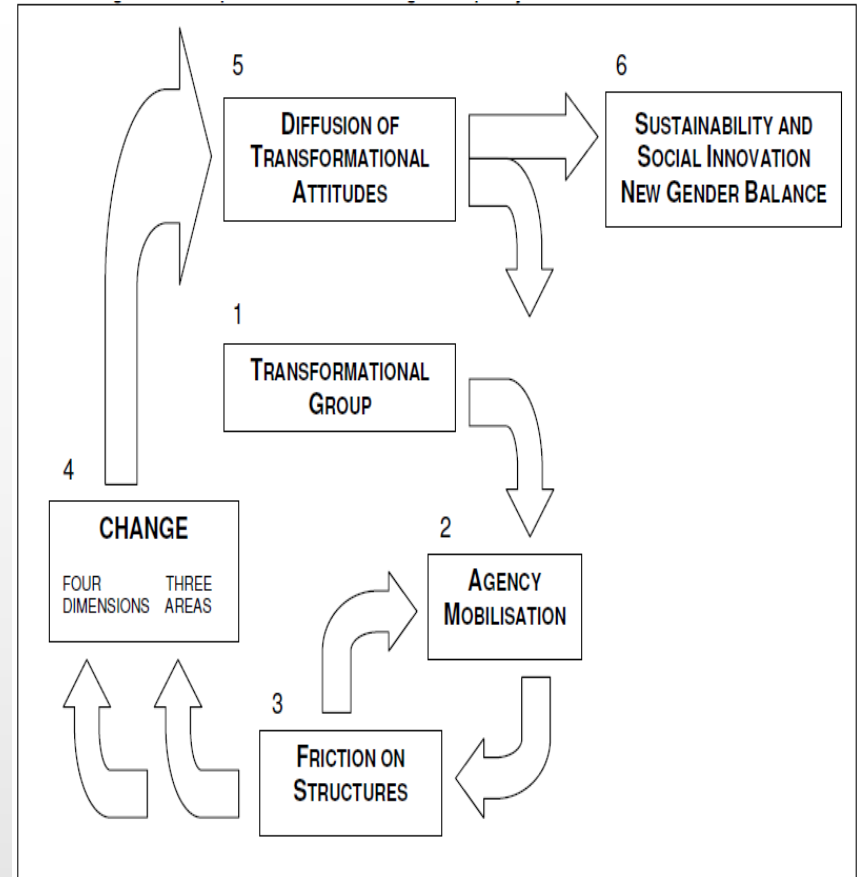 5
DIFFUSION OF
TRANSFORMATIONAL
ATTITUDES
6
SUSTAINABILITY AND
SOCIAL INNOVATION
NEW GENDER BALANCE
1
TRANSFORMATIONAL
GROUP
4
CHANGE
FOUR THREE
DIMENSIONS AREAS
2
AGENCY
MOBILISATION
3
FRICTION ON
STRUCTURES